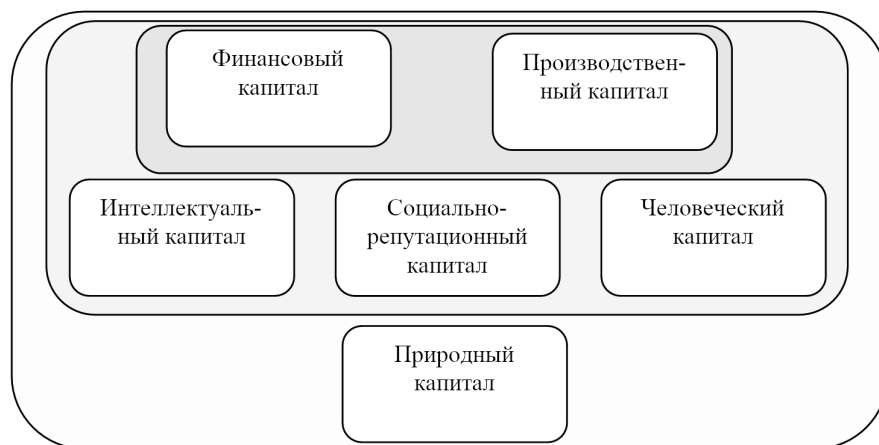 Финансовый
капитал
Производствен-
ный капитал
Интеллектуаль-
ный капитал
Социально-
репутационный
капитал
Человеческий
капитал
Природный
капитал